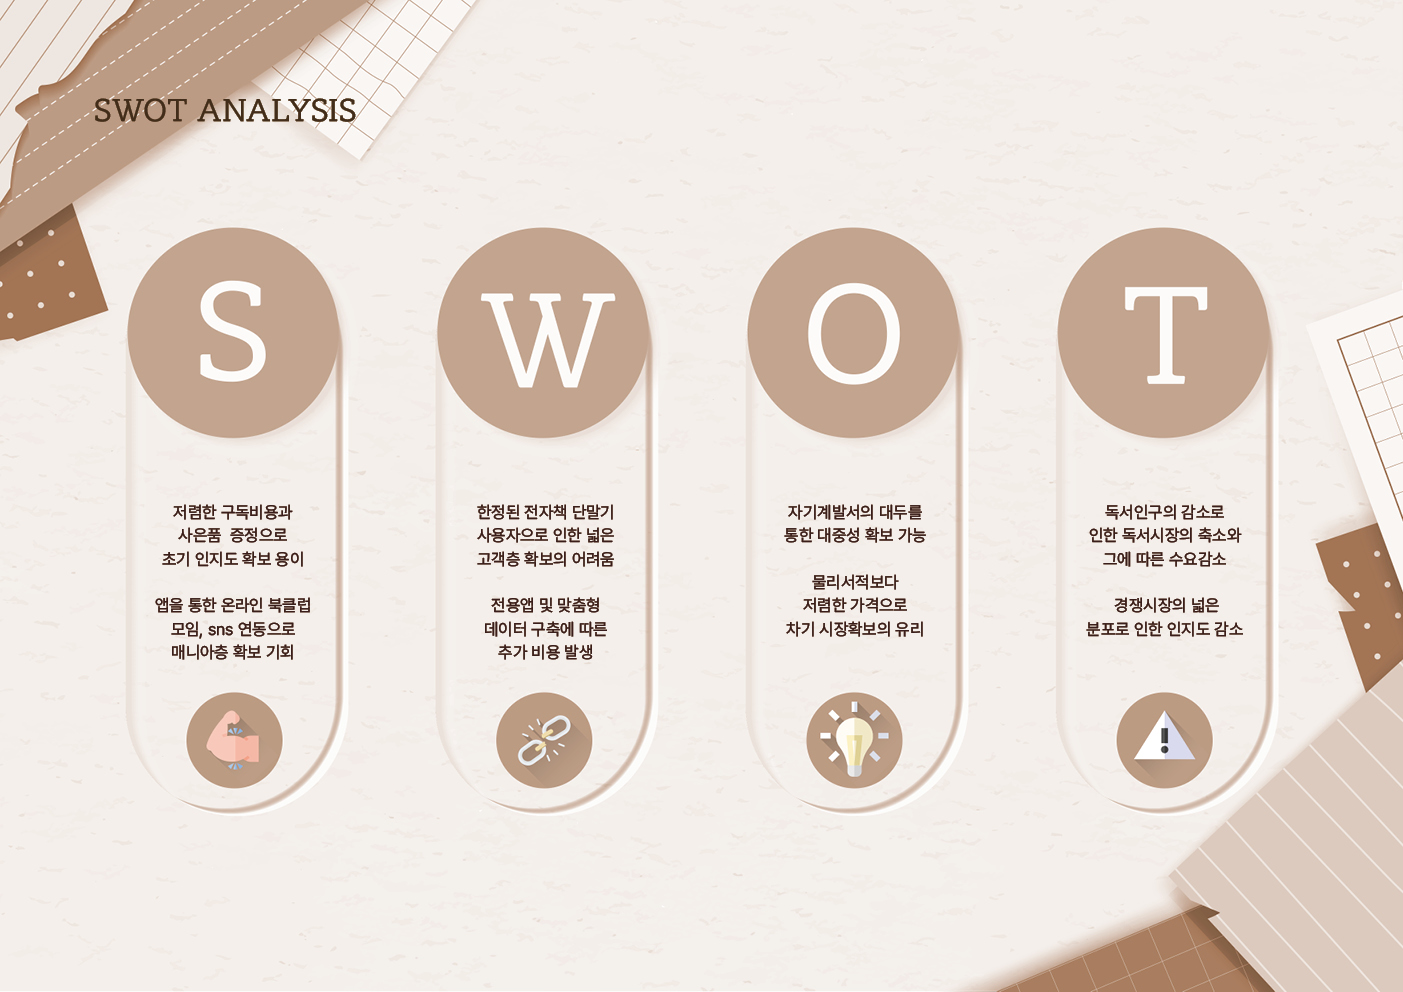 SWOT ANALYSIS
S
저렴한 구독비용과
사은품 증정으로
초기 인지도 확보 용이
앱을 통한 온라인 북클럽
모임, sns 연동으로
매니아층 확보 기회
W
한정된 전자책 단말기
사용자으로 인한 넓은
고객층 확보의 어려움
전용앱 및 맞춤형
데이터 구축에 따른
추가 비용 발생
O
자기계발서의 대두를
통한 대중성 확보 가능
물리서적보다
저렴한 가격으로
차기 시장확보의 유리
T
독서인구의 감소로
인한 독서시장의 축소와
그에 따른 수요감소
경쟁시장의 넓은
분포로 인한 인지도 감소